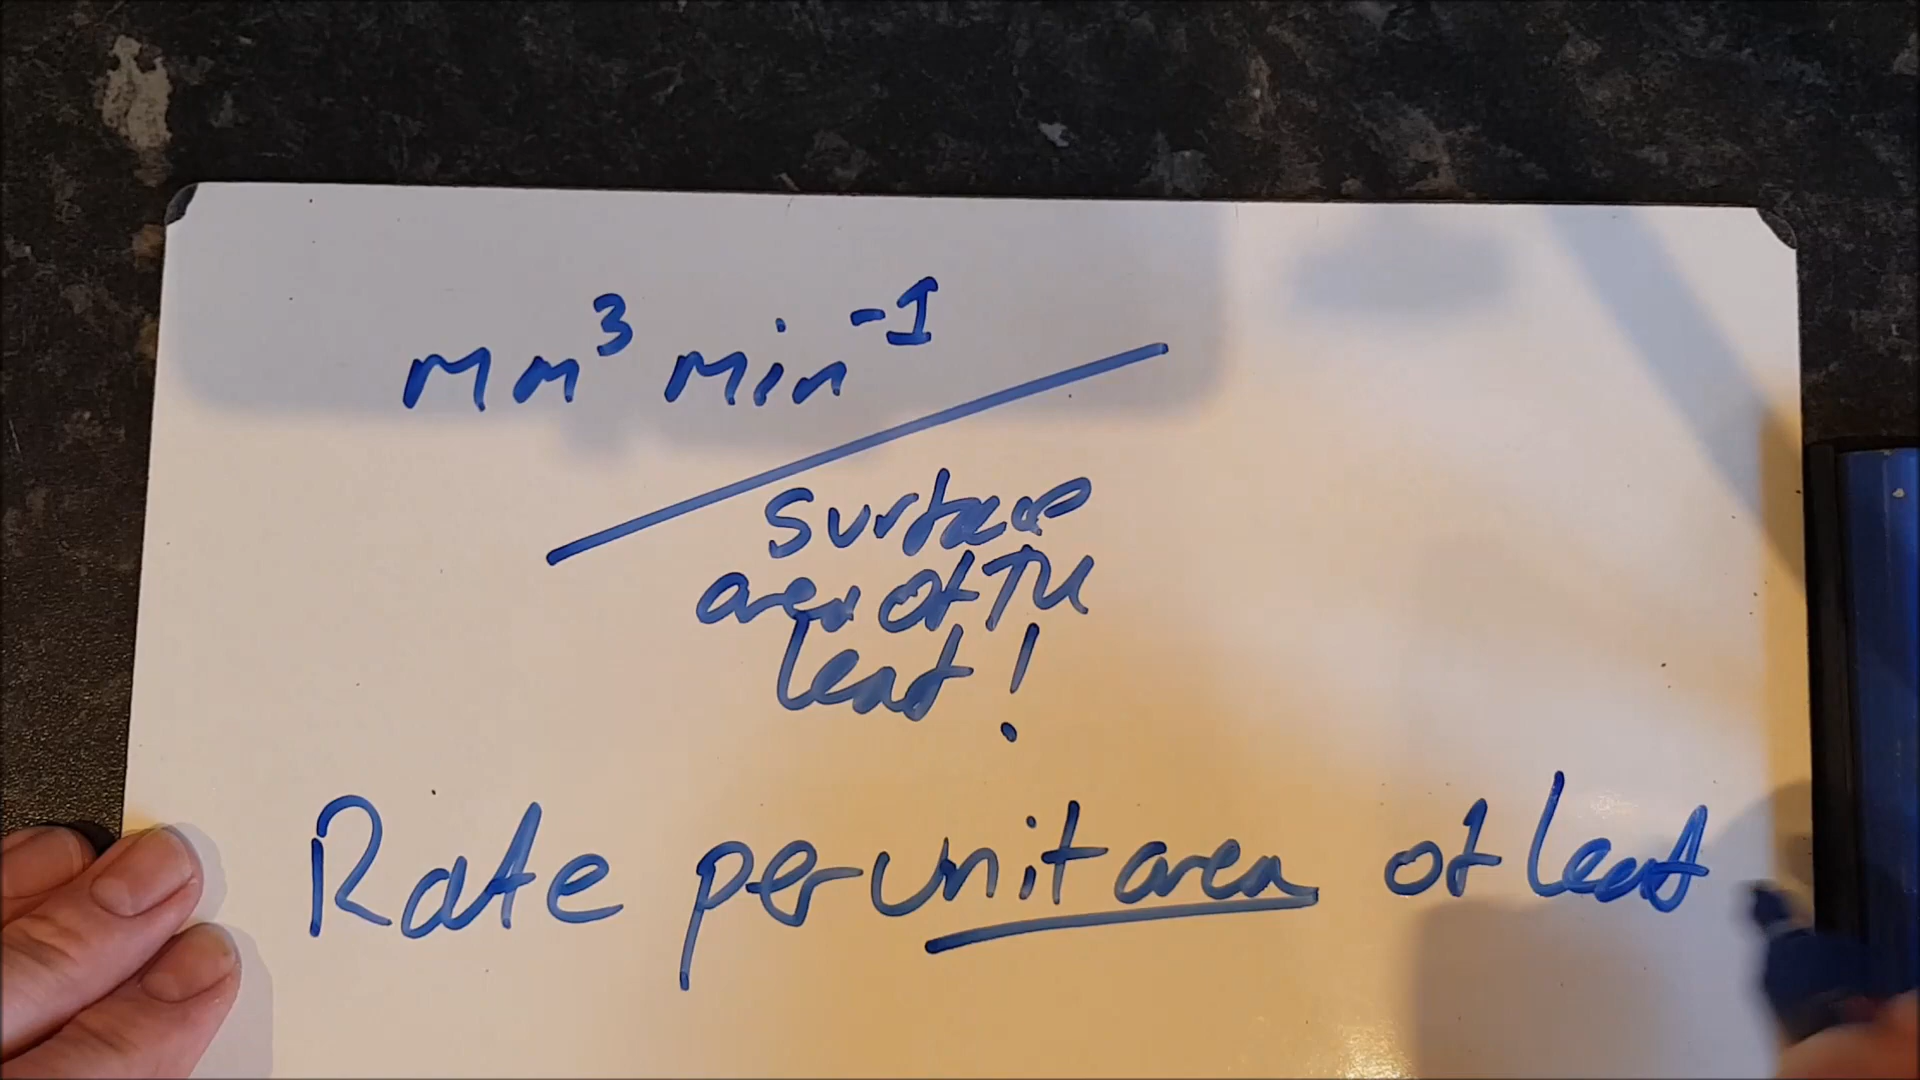 mm³ min⁻¹
surface
area of the
leaf!
Rate per unit area of leaf